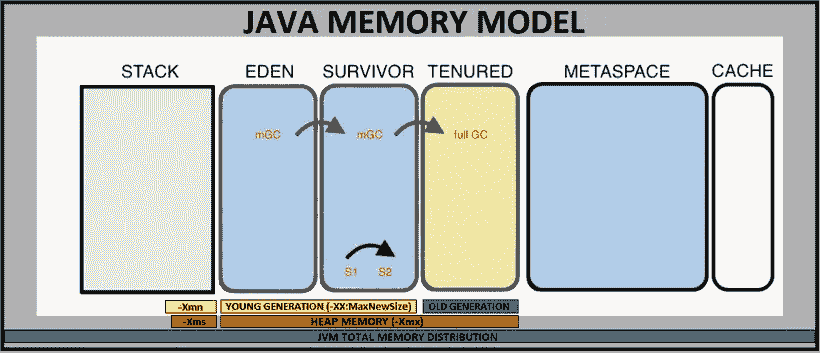 JAVA MEMORY MODEL
STACK EDEN SURVIVOR TENURED METASPACE CACHE
mGC mGC full GC
S1 S2
-Xmn YOUNG GENERATION (-XX:MaxNewSize) OLD GENERATION
-Xms HEAP MEMORY (-Xmx)
JVM TOTAL MEMORY DISTRIBUTION